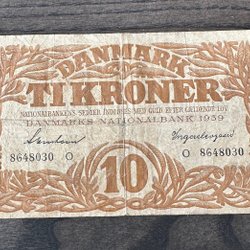 DANMARK
TI KRONER
NATIONALBANKENS SEDLER INDLØSES MED GULD EFTER GÆLDENDE LOV
DANMARKS NATIONALBANK 1939
8648030 O 8648030 O
10